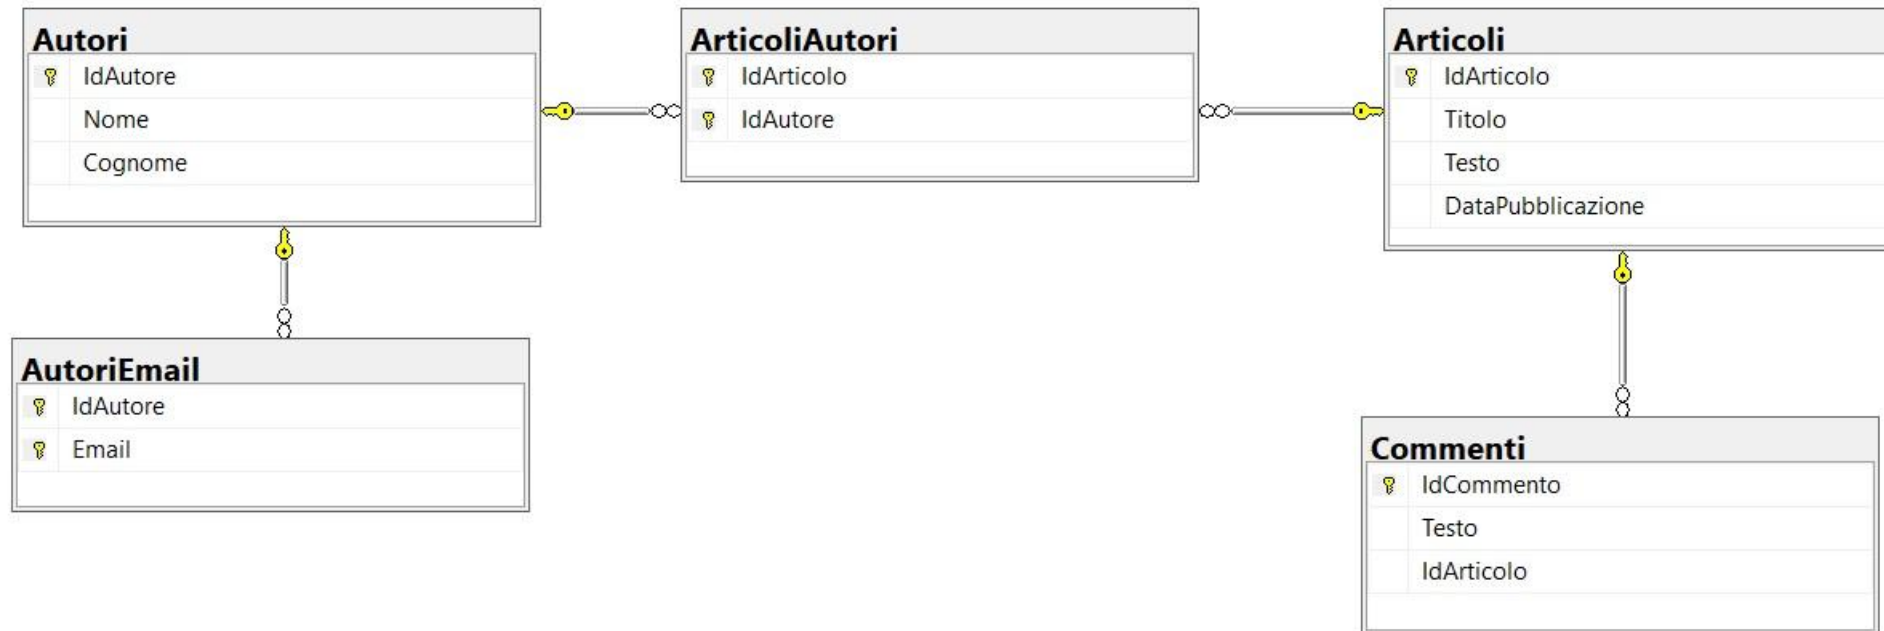 Autori
IdAutore
Nome
Cognome
ArticoliAutori
IdArticolo
IdAutore
Articoli
IdArticolo
Titolo
Testo
DataPubblicazione
AutoriEmail
IdAutore
Email
Commenti
IdCommento
Testo
IdArticolo